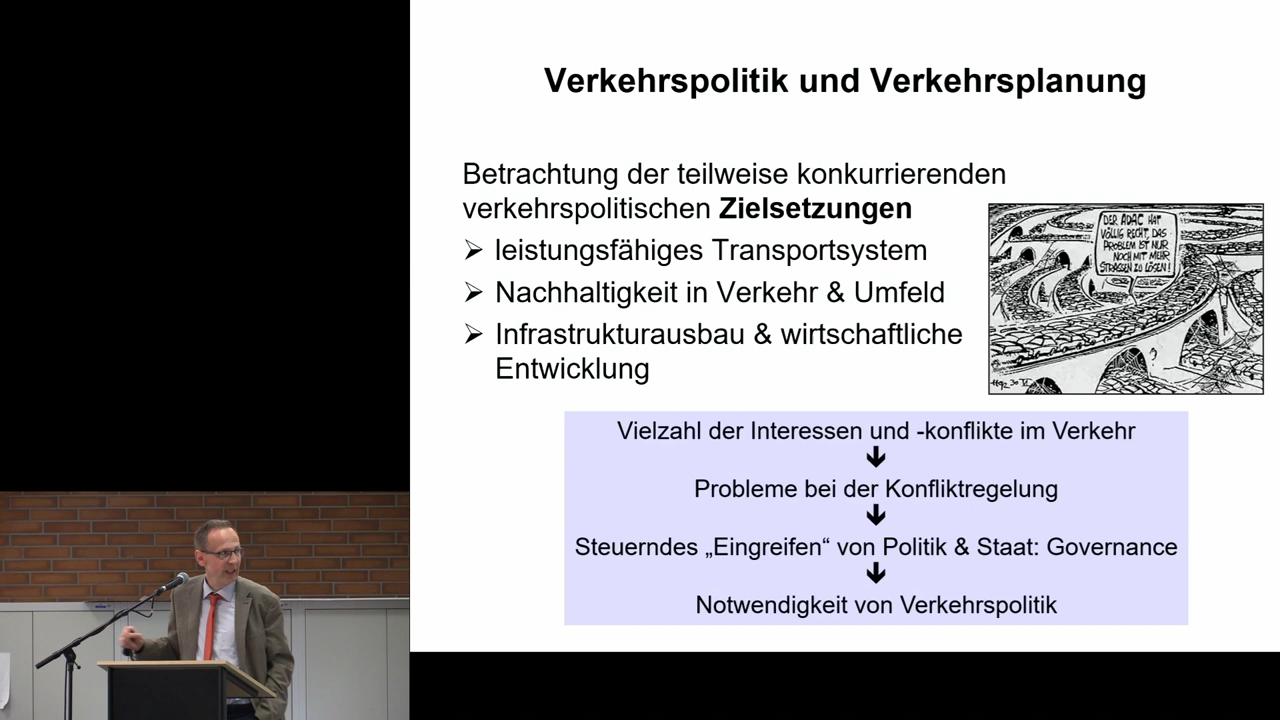 Verkehrspolitik und Verkehrsplanung
Betrachtung der teilweise konkurrierenden
verkehrspolitischen Zielsetzungen
➢ leistungsfähiges Transportsystem
➢ Nachhaltigkeit in Verkehr & Umfeld
➢ Infrastrukturausbau & wirtschaftliche
Entwicklung
DER ADAC HAT
VÖLLIG RECHT, DAS
PROBLEM IST NUR
NOCH MIT MEHR
STRASSEN ZU LÖSEN!
Vielzahl der Interessen und -konflikte im Verkehr
🡻
Probleme bei der Konfliktregelung
🡻
Steuerndes „Eingreifen“ von Politik & Staat: Governance
🡻
Notwendigkeit von Verkehrspolitik